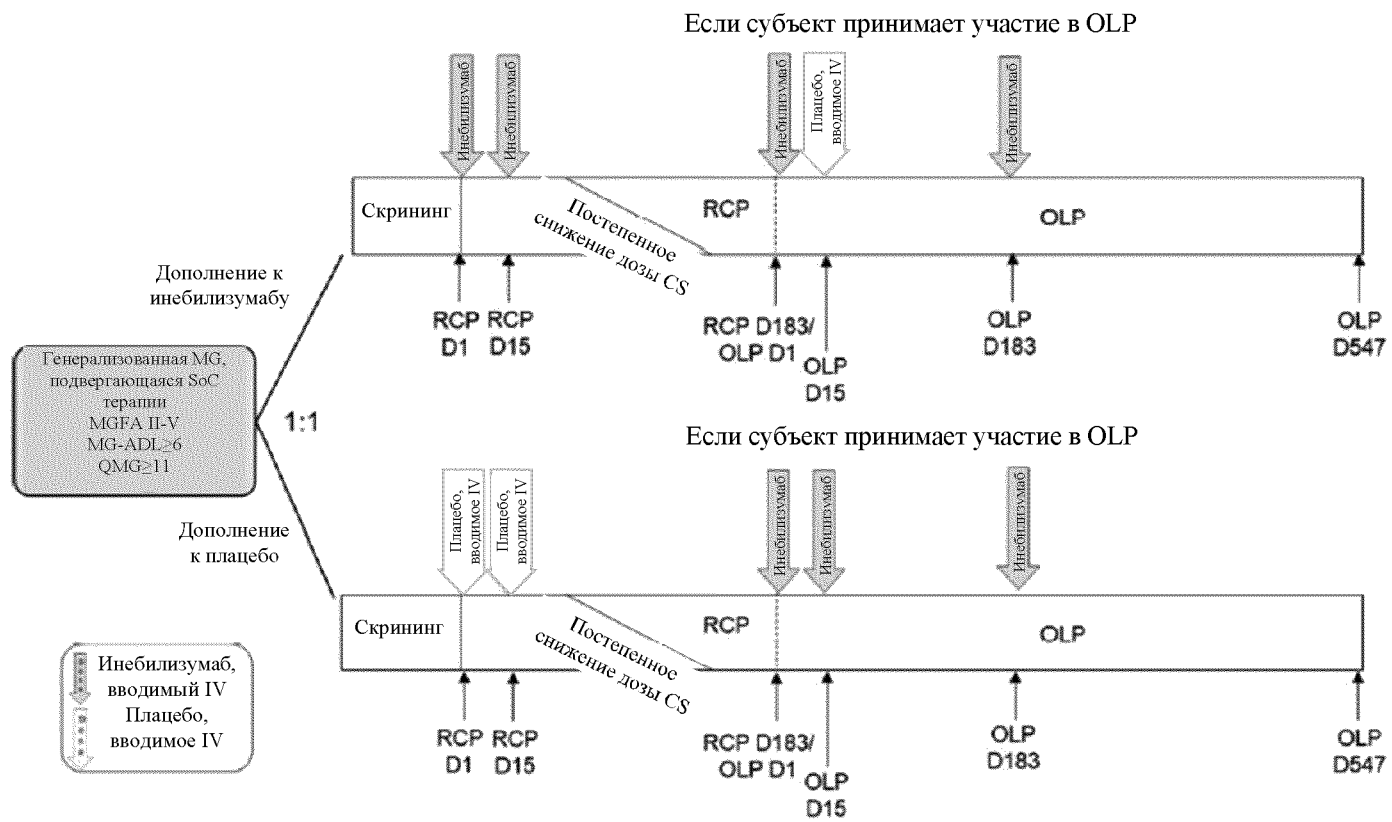 Если субъект принимает участие в OLP
Инебилизумаб
Инебилизумаб
Инебилизумаб
Плацебо,
вводимое IV
Инебилизумаб
Скрининг
Постепенное
снижение дозы CS
RCP
OLP
Дополнение к
инебилизумабу
RCP
D1
RCP
D15
RCP D183/
OLP D1
OLP
D15
OLP
D183
OLP
D547
Генерализованная MG,
подвергающаяся SoC
терапии
MGFA II-V
MG-ADL≥6
QMG≥11
1:1
Если субъект принимает участие в OLP
Плацебо,
вводимое IV
Плацебо,
вводимое IV
Инебилизумаб
Инебилизумаб
Инебилизумаб
Дополнение
к плацебо
Скрининг
Постепенное
снижение дозы CS
RCP
OLP
RCP
D1
RCP
D15
RCP D183/
OLP D1
OLP
D15
OLP
D183
OLP
D547
Инебилизумаб,
вводимый IV
Плацебо,
вводимое IV